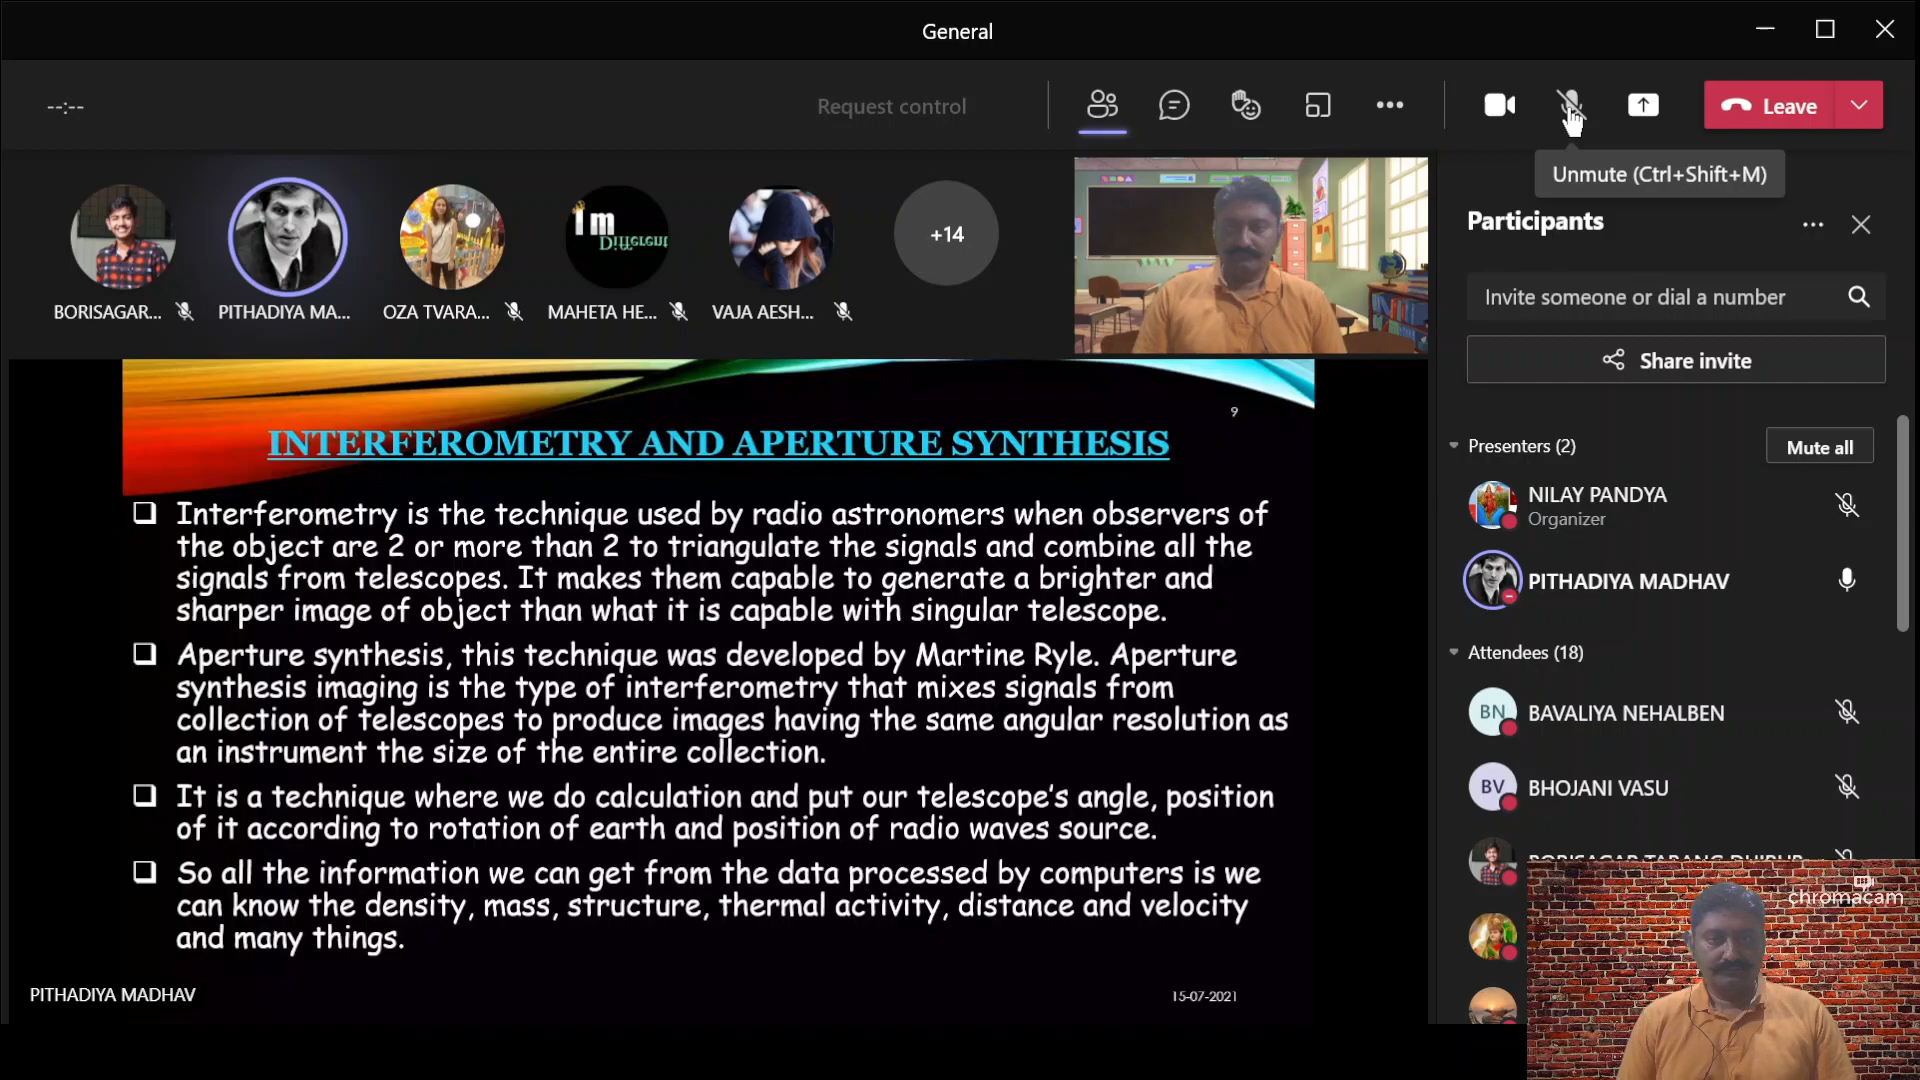 General
--:--
Request control
Leave
Unmute (Ctrl+Shift+M)
I m
Different
+14
BORISAGAR...
PITHADIYA MA...
OZA TVARA...
MAHETA HE...
VAJA AESH...
Participants
Invite someone or dial a number
Share invite
Presenters (2)
Mute all
NILAY PANDYA
Organizer
PITHADIYA MADHAV
Attendees (18)
BN
BAVALIYA NEHALBEN
BV
BHOJANI VASU
BORISAGAR TARANG
chromacam
9
INTERFEROMETRY AND APERTURE SYNTHESIS
❑ Interferometry is the technique used by radio astronomers when observers of
the object are 2 or more than 2 to triangulate the signals and combine all the
signals from telescopes. It makes them capable to generate a brighter and
sharper image of object than what it is capable with singular telescope.
❑ Aperture synthesis, this technique was developed by Martine Ryle. Aperture
synthesis imaging is the type of interferometry that mixes signals from
collection of telescopes to produce images having the same angular resolution as
an instrument the size of the entire collection.
❑ It is a technique where we do calculation and put our telescope's angle, position
of it according to rotation of earth and position of radio waves source.
❑ So all the information we can get from the data processed by computers is we
can know the density, mass, structure, thermal activity, distance and velocity
and many things.
PITHADIYA MADHAV
15-07-2021